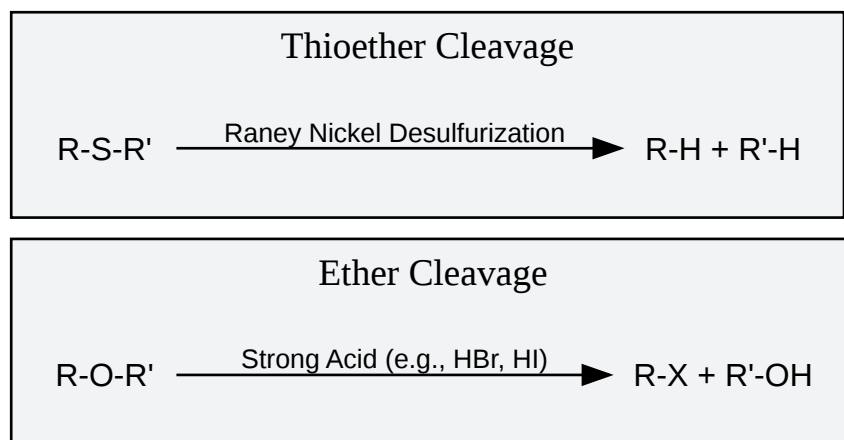 Thioether Cleavage
R-S-R' Raney Nickel Desulfurization R-H + R'-H
Ether Cleavage
R-O-R' Strong Acid (e.g., HBr, HI) R-X + R'-OH